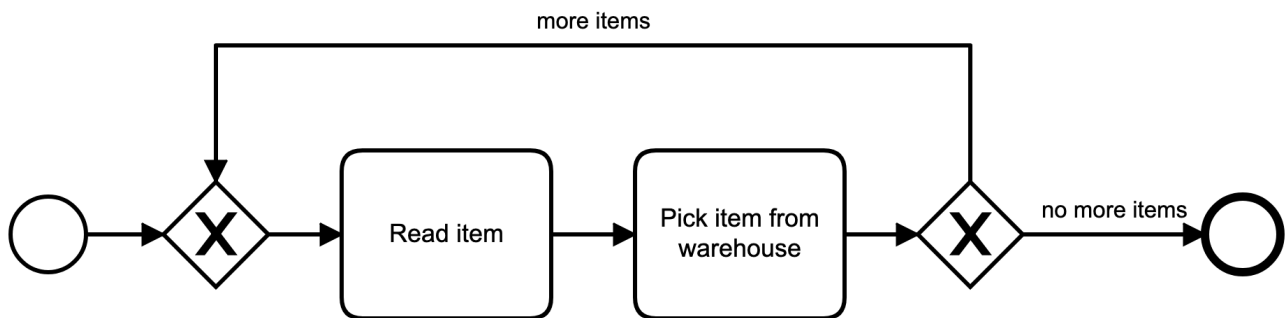 more items
X
Read item
Pick item from
warehouse
X
no more items